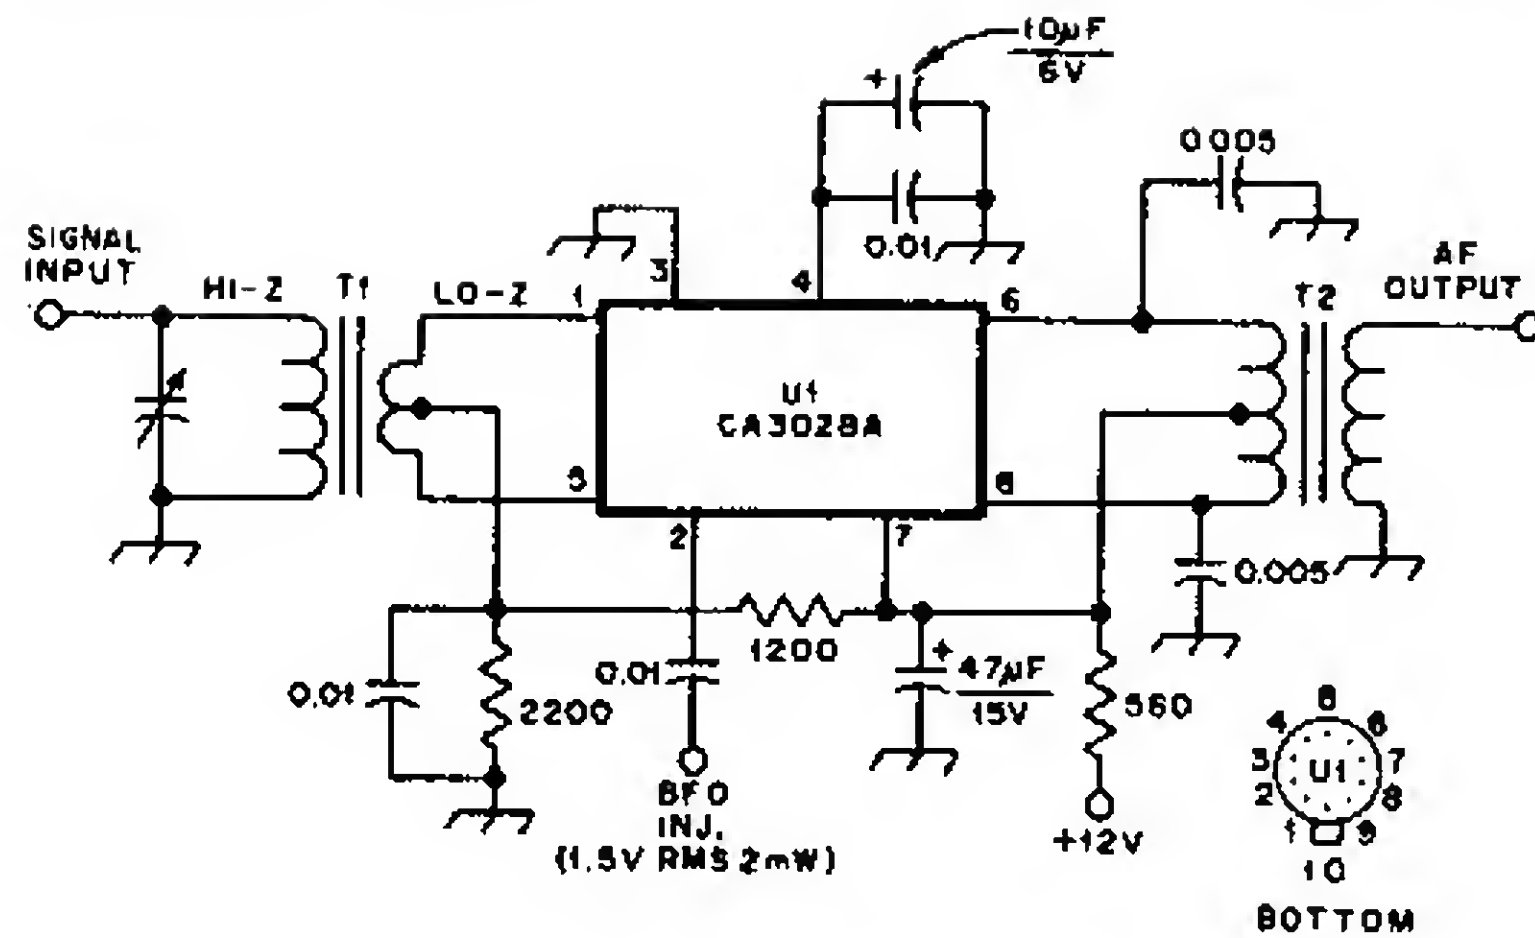 10µF
6V
+
0.005
SIGNAL
INPUT
HI-Z
T1
LO-Z
1
3
4
0.01
6
T2
AF
OUTPUT
U1
CA3028A
5
8
2
7
0.005
0.01
2200
0.01
1200
+
47µF
15V
560
BFO
INJ.
(1.5V RMS 2mW)
+12V
5
4
6
3
U1
7
2
8
1
9
10
BOTTOM